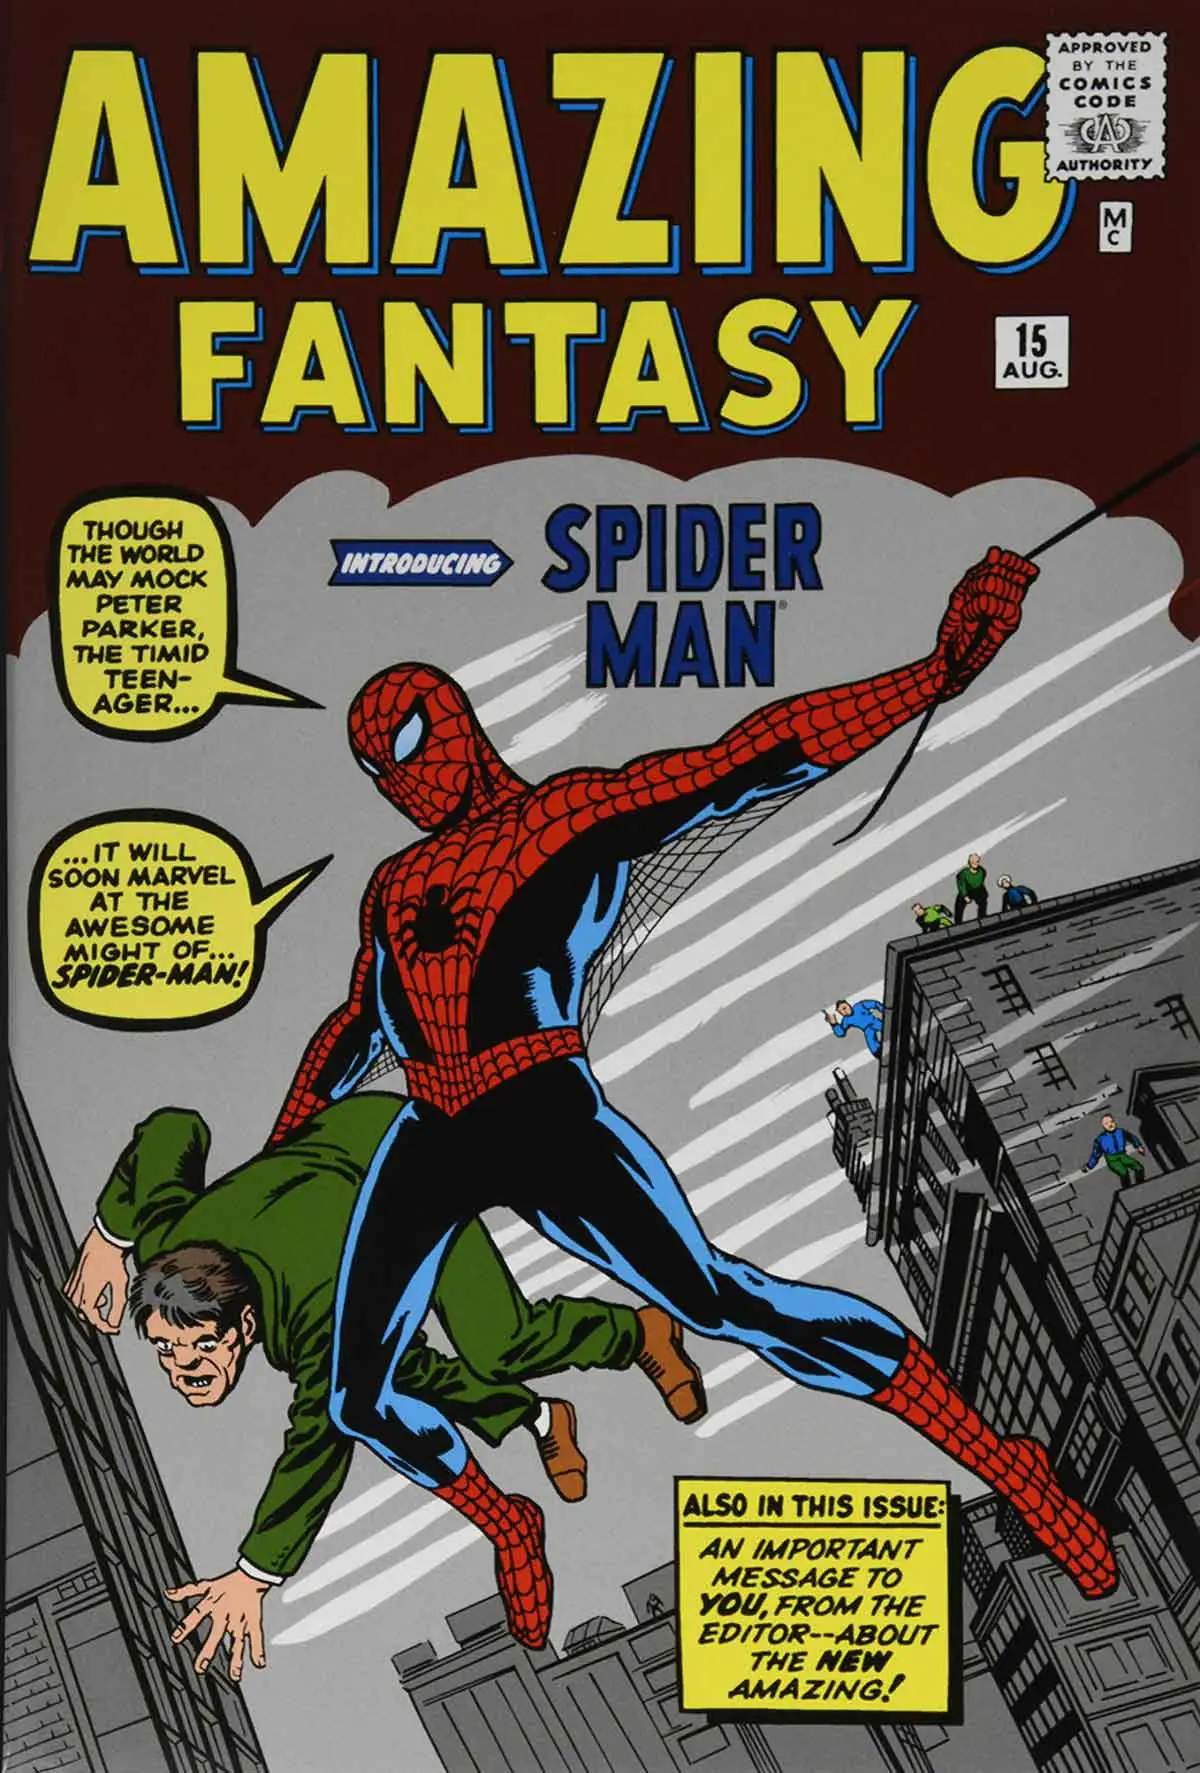 AMAZING
FANTASY
APPROVED
BY THE
COMICS
CODE
CA
AUTHORITY
M
C
15
AUG.
INTRODUCING
SPIDER
MAN®
THOUGH
THE WORLD
MAY MOCK
PETER
PARKER,
THE TIMID
TEEN-
AGER...
...IT WILL
SOON MARVEL
AT THE
AWESOME
MIGHT OF...
SPIDER-MAN!
ALSO IN THIS ISSUE:
AN IMPORTANT
MESSAGE TO
YOU, FROM THE
EDITOR--ABOUT
THE NEW
AMAZING!